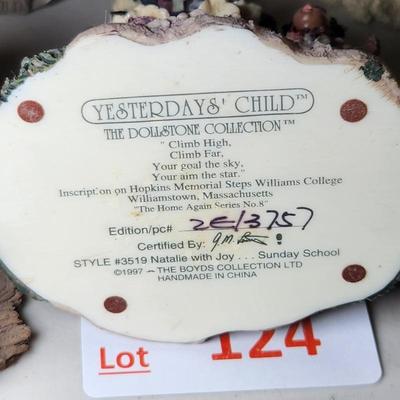 YESTERDAYS' CHILD™
THE DOLLSTONE COLLECTION™
" Climb High,
Climb Far,
Your goal the sky,
Your aim the star."
Inscription on Hopkins Memorial Steps Williams College
Williamstown, Massachusetts
"The Home Again Series No.8"
Edition/pc# 2E/3757
Certified By:
STYLE #3519 Natalie with Joy . . . Sunday School
©1997 – THE BOYDS COLLECTION LTD
HANDMADE IN CHINA
Lot 124